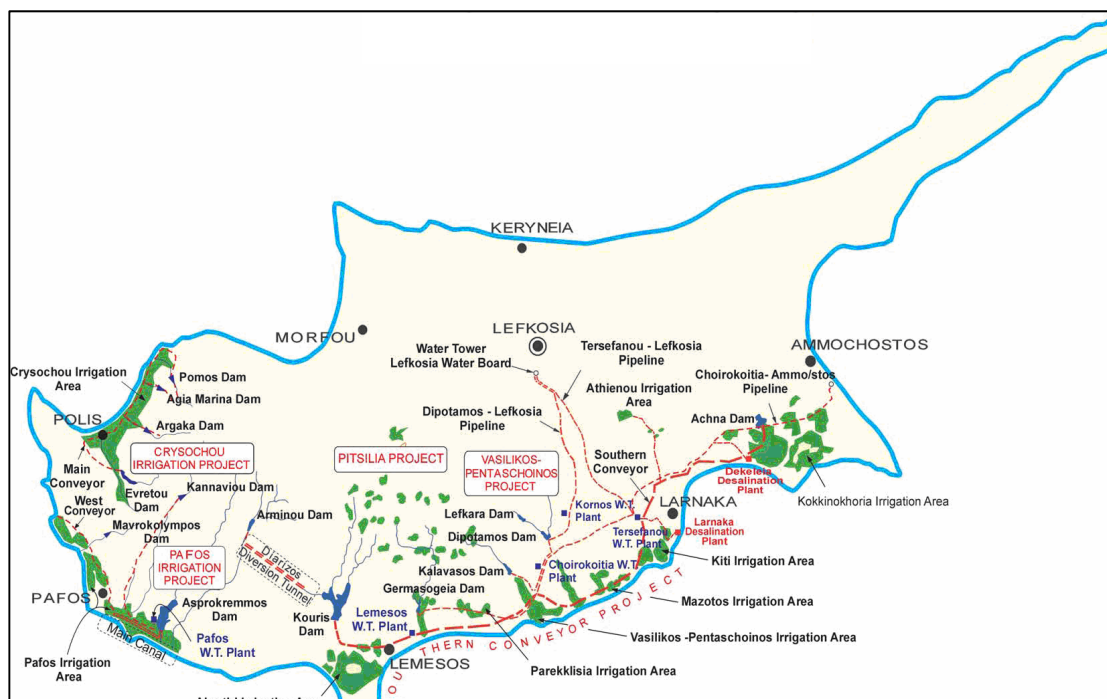 KERYNEIA
MORFOU
LEFKOSIA
AMMOCHOSTOS
Water Tower
Lefkosia Water Board
Tersefanou - Lefkosia
Pipeline
Choirokoitia- Ammo/stos
Pipeline
Crysochou Irrigation
Area
Pomos Dam
Agia Marina Dam
Athienou Irrigation
Area
Dipotamos - Lefkosia
Pipeline
Achna Dam
POLIS
Argaka Dam
CRYSOCHOU
IRRIGATION PROJECT
PITSILIA PROJECT
VASILIKOS-
PENTASCHOINOS
PROJECT
Southern
Conveyor
Main
Conveyor
Evretou
Dam
Kannaviou Dam
Dekeleia
Desalination
Plant
Kokkinokhoria Irrigation Area
West
Conveyor
Mavrokolympos
Dam
Arminou Dam
Lefkara Dam
Kornos W.T.
Plant
LARNAKA
Larnaka
Desalination
Plant
Dipotamos Dam
Tersefanou
W.T. Plant
PAFOS
IRRIGATION
PROJECT
Diarizos
Diversion Tunnel
Kalavasos Dam
Choirokoitia W.T.
Plant
Kiti Irrigation Area
Germasogeia Dam
PAFOS
Asprokremmos
Dam
Kouris
Dam
Lemesos
W.T. Plant
Mazotos Irrigation Area
Main Canal
Pafos
W.T. Plant
Vasilikos -Pentaschoinos Irrigation Area
Pafos Irrigation
Area
LEMESOS
Parekklisia Irrigation Area
OUTHERN CONVEYOR PROJECT